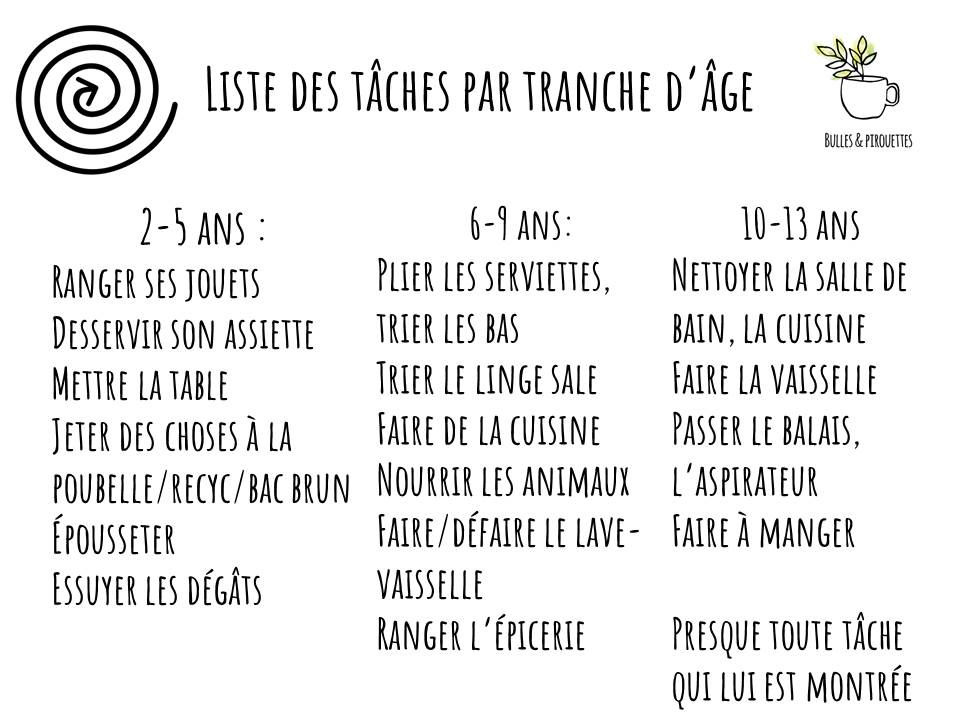 Liste des tâches par tranche d'âge
Bulles & pirouettes
2-5 ans :
Ranger ses jouets
Desservir son assiette
Mettre la table
Jeter des choses à la
poubelle/recyc/bac brun
Épousseter
Essuyer les dégâts
6-9 ans:
Plier les serviettes,
trier les bas
Trier le linge sale
Faire de la cuisine
Nourrir les animaux
Faire/défaire le lave-
vaisselle
Ranger l'épicerie
10-13 ans
Nettoyer la salle de
bain, la cuisine
Faire la vaisselle
Passer le balais,
l'aspirateur
Faire à manger
Presque toute tâche
qui lui est montrée